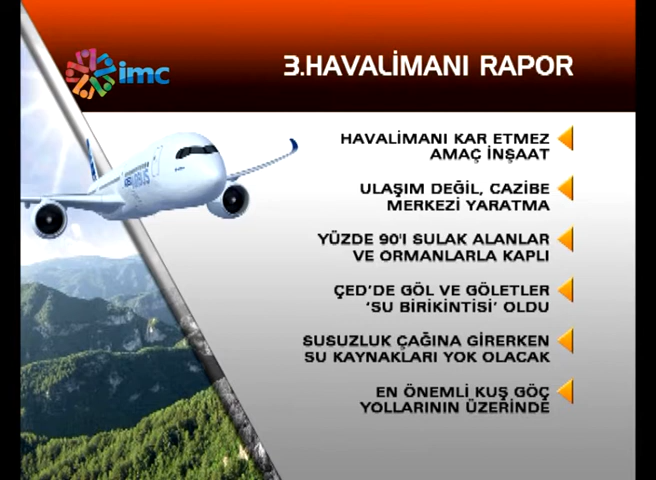 imc
3.HAVALİMANI RAPOR
HAVALİMANI KAR ETMEZ
AMAÇ İNŞAAT
ULAŞIM DEĞİL, CAZİBE
MERKEZİ YARATMA
YÜZDE 90'I SULAK ALANLAR
VE ORMANLARLA KAPLI
ÇED'DE GÖL VE GÖLETLER
'SU BİRİKİNTİSİ' OLDU
SUSUZLUK ÇAĞINA GİRERKEN
SU KAYNAKLARI YOK OLACAK
EN ÖNEMLİ KUŞ GÖÇ
YOLLARININ ÜZERİNDE